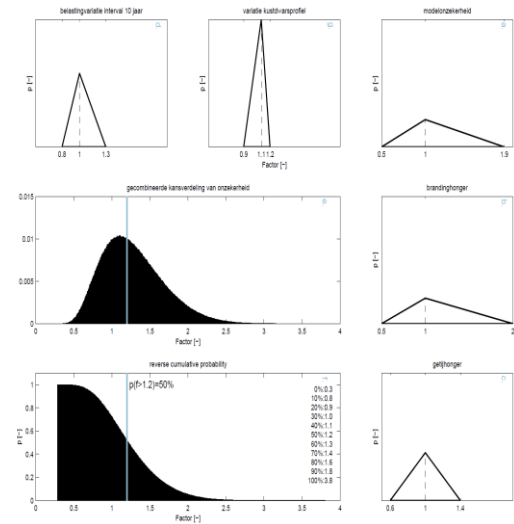 belastingvariatie interval 10 jaar
p [-]
0.8 1 1.3
variatie kustdwarsprofiel
p [-]
0.9 1.1 1.2
Factor [-]
modelonzekerheid
p [-]
0.5 1 1.9
gecombineerde kansverdeling van onzekerheid
p [-]
0.015
0.01
0.005
0
0 0.5 1 1.5 2 2.5 3 3.5 4
Factor [-]
brandinghonger
p [-]
0.5 1 2
reverse cumulative probability
p [-]
1
0.8
0.6
0.4
0.2
0
p(f>1.2)=50%
0%:0.3
10%:0.8
20%:0.9
30%:1.0
40%:1.1
50%:1.2
60%:1.3
70%:1.4
80%:1.5
90%:1.8
100%:3.8
0 0.5 1 1.5 2 2.5 3 3.5 4
Factor [-]
getijhonger
p [-]
0.6 1 1.4